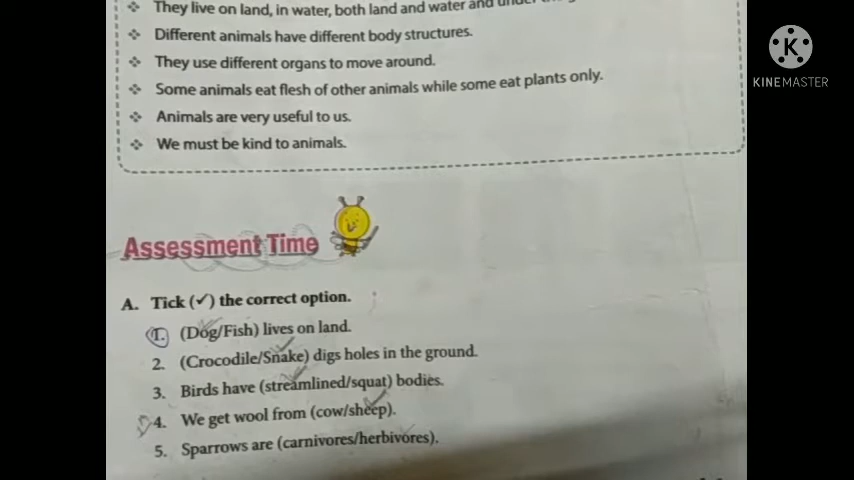 They live on land, in water, both land and water and under the
Different animals have different body structures.
They use different organs to move around.
Some animals eat flesh of other animals while some eat plants only.
Animals are very useful to us.
We must be kind to animals.
K
KINEMASTER
Assessment Time
A. Tick (✓) the correct option.
1. (Dog/Fish) lives on land.
2. (Crocodile/Snake) digs holes in the ground.
3. Birds have (streamlined/squat) bodies.
4. We get wool from (cow/sheep).
5. Sparrows are (carnivores/herbivores).